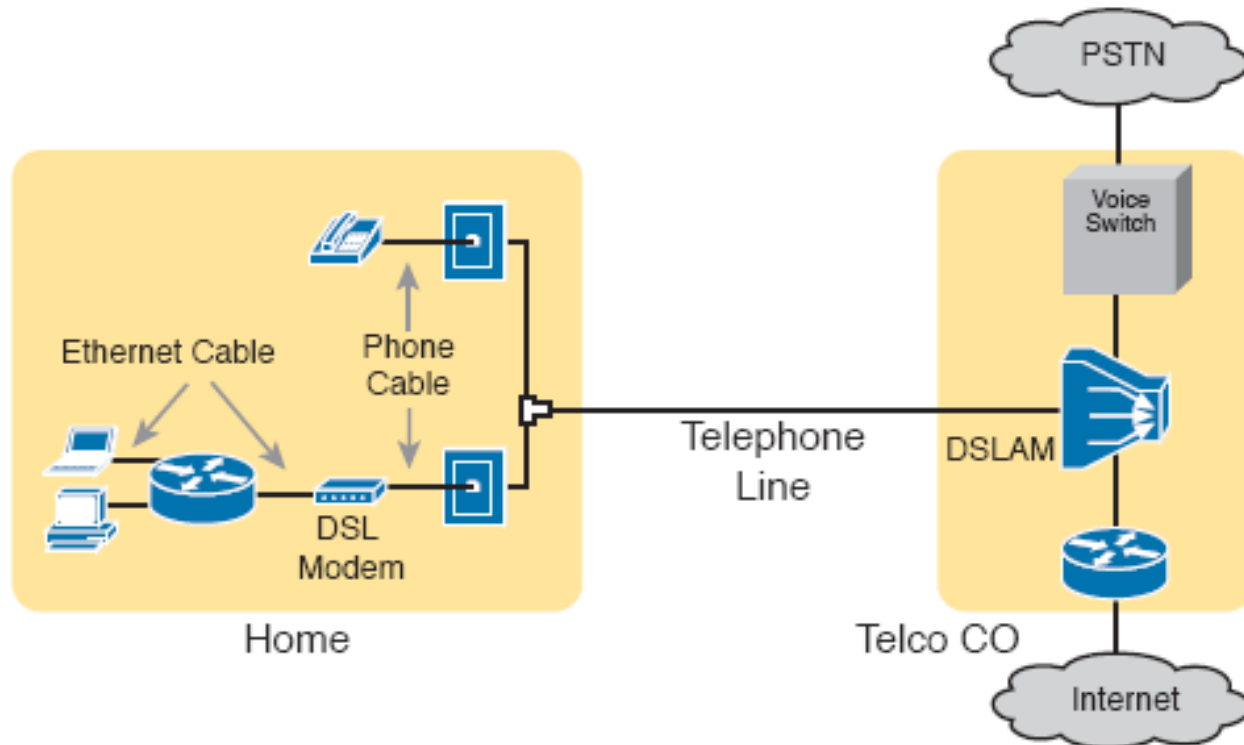 PSTN
Voice
Switch
Ethernet Cable
Phone
Cable
Telephone
Line
DSLAM
DSL
Modem
Home
Telco CO
Internet